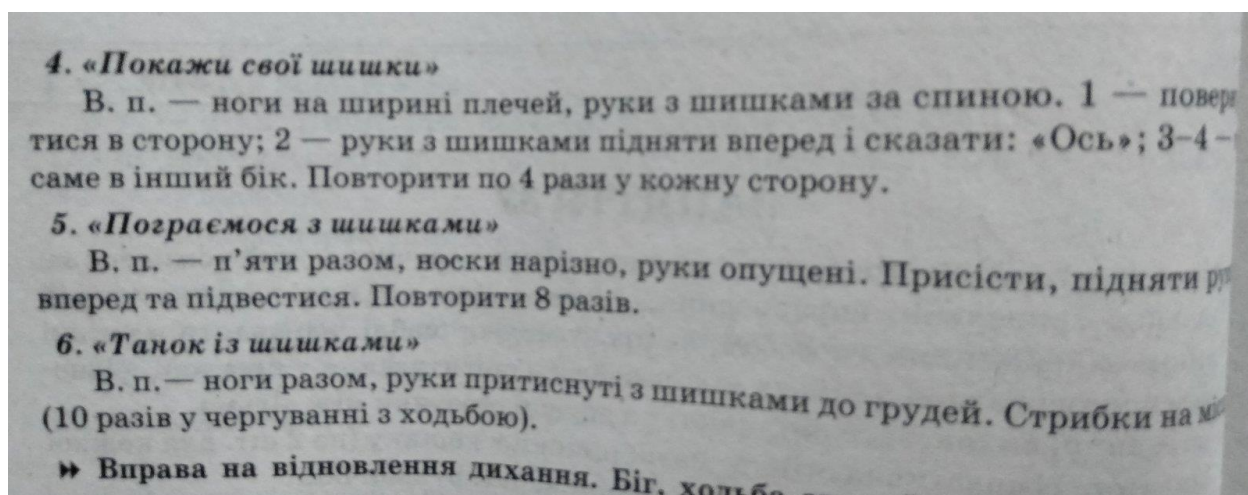 4. «Покажи свої шишки»
В. п. — ноги на ширині плечей, руки з шишками за спиною. 1 —
тися в сторону; 2 — руки з шишками підняти вперед і сказати: «Ось»; 3–4 –
саме в інший бік. Повторити по 4 рази у кожну сторону.
5. «Пограємося з шишками»
В. п. — п’яти разом, носки нарізно, руки опущені. Присісти, підняти
вперед та підвестися. Повторити 8 разів.
6. «Танок із шишками»
В. п.— ноги разом, руки притиснуті з шишками до грудей. Стрибки на
(10 разів у чергуванні з ходьбою).
Вправа на відновлення дихання. Біг, ходьба